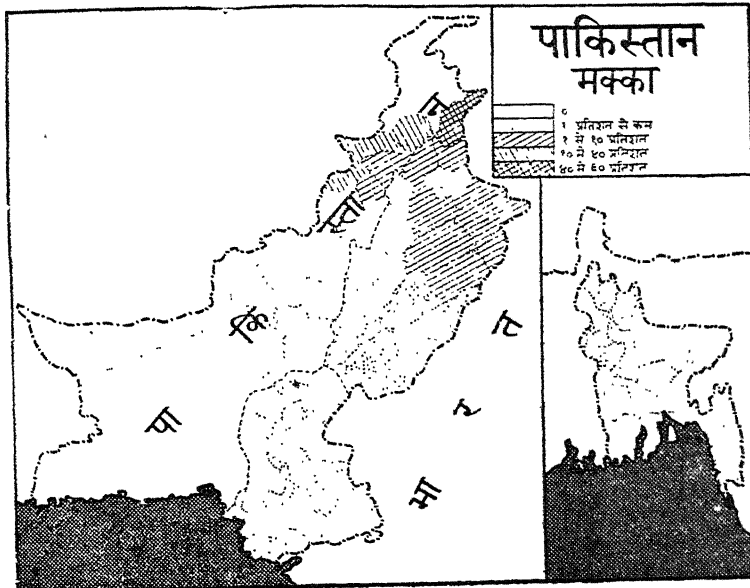 पाकिस्तान
मक्का
०
१ प्रतिशत से कम
१ से १० प्रतिशत
१० से ४० प्रतिशत
४० से ६० प्रतिशत
पा कि स्ता न
भा र त